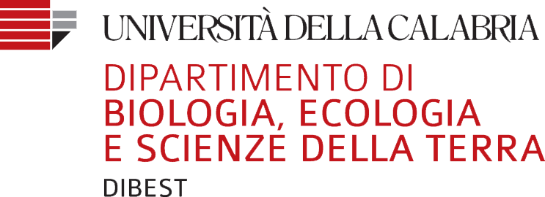 UNIVERSITÀ DELLA CALABRIA
DIPARTIMENTO DI
BIOLOGIA, ECOLOGIA
E SCIENZE DELLA TERRA
DIBEST